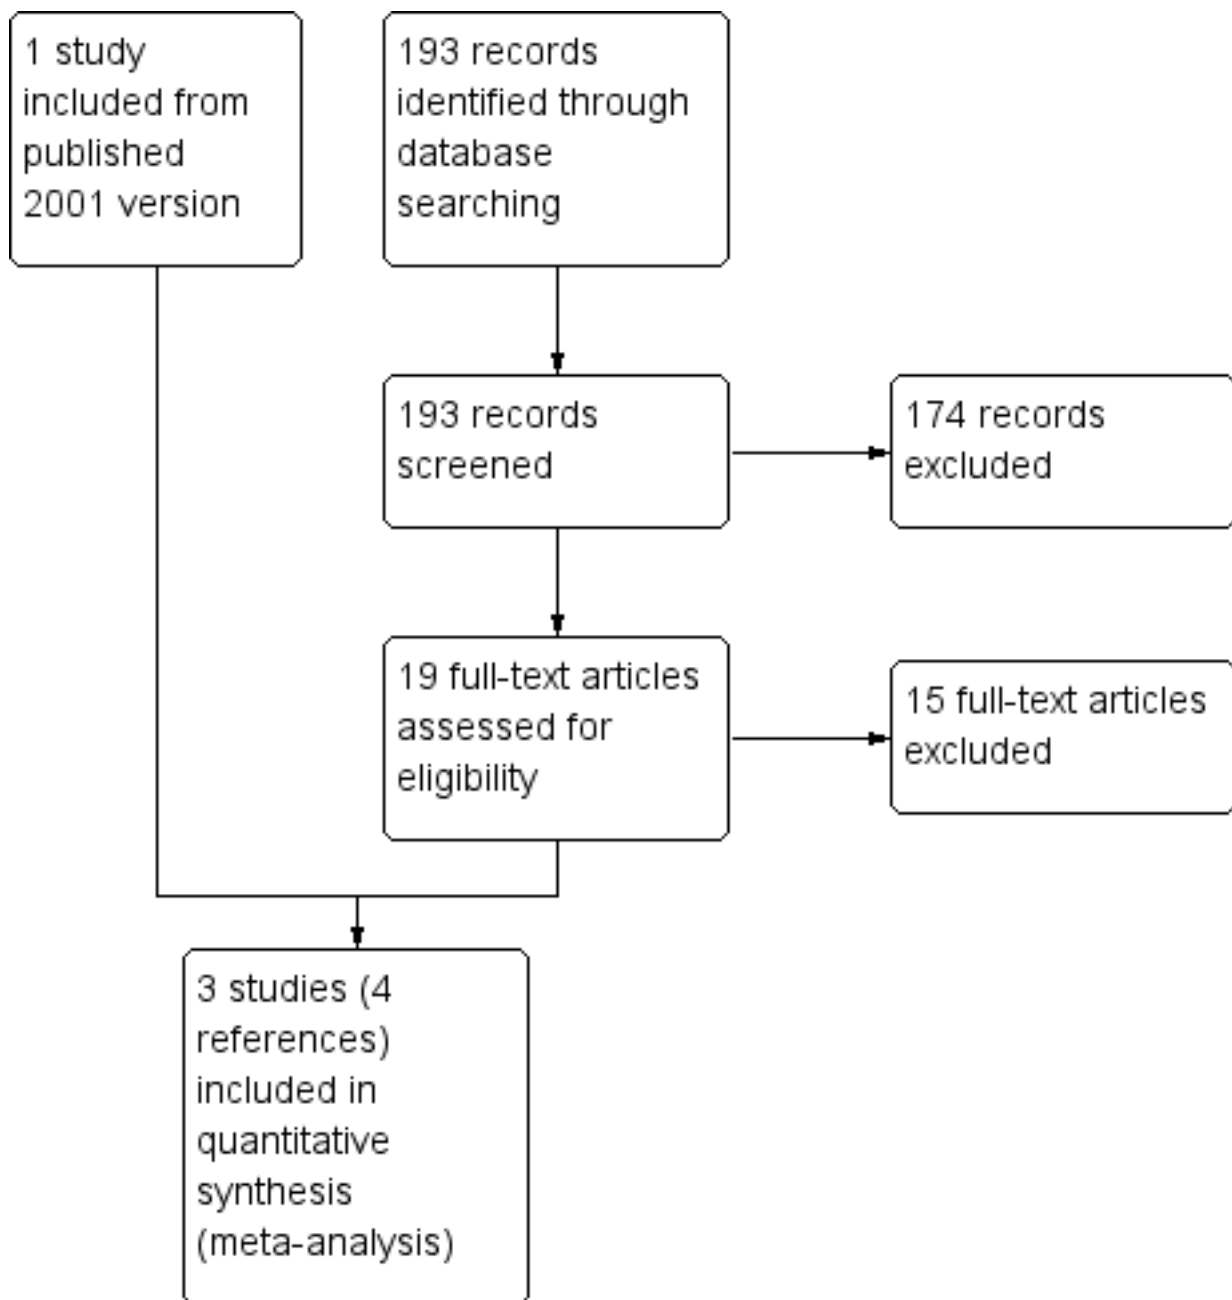 1 study
included from
published
2001 version
193 records
identified through
database
searching
193 records
screened
174 records
excluded
19 full-text articles
assessed for
eligibility
15 full-text articles
excluded
3 studies (4
references)
included in
quantitative
synthesis
(meta-analysis)